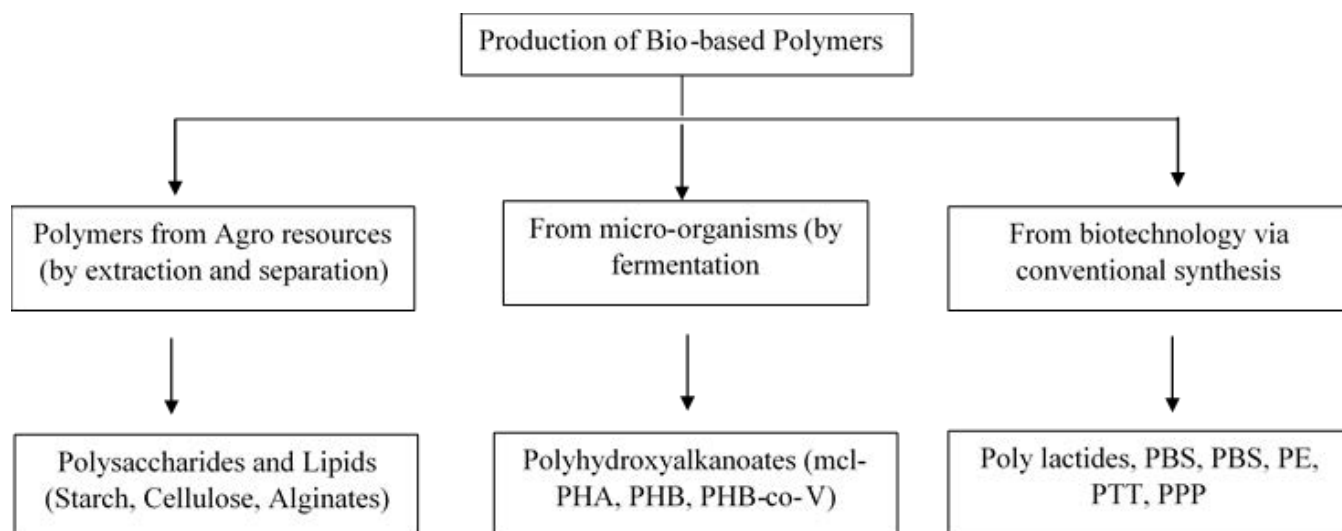 Production of Bio-based Polymers
Polymers from Agro resources
(by extraction and separation)
From micro-organisms (by
fermentation
From biotechnology via
conventional synthesis
Polysaccharides and Lipids
(Starch, Cellulose, Alginates)
Polyhydroxyalkanoates (mcl-
PHA, PHB, PHB-co-V)
Poly lactides, PBS, PBS, PE,
PTT, PPP